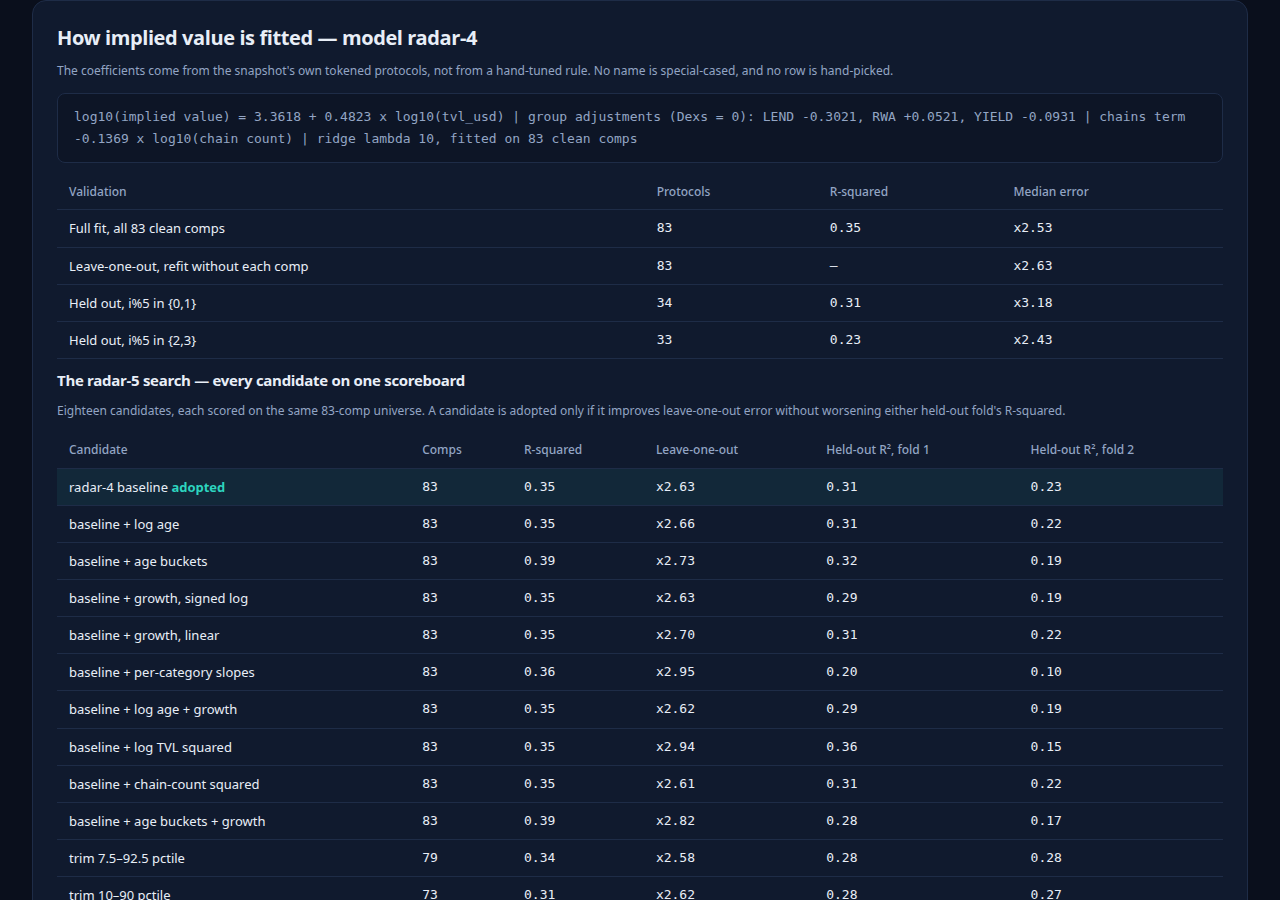 How implied value is fitted — model radar-4
The coefficients come from the snapshot's own tokened protocols, not from a hand-tuned rule. No name is special-cased, and no row is hand-picked.
log10(implied value) = 3.3618 + 0.4823 x log10(tvl_usd) | group adjustments (Dexs = 0): LEND -0.3021, RWA +0.0521, YIELD -0.0931 | chains term
-0.1369 x log10(chain count) | ridge lambda 10, fitted on 83 clean comps
Validation Protocols R-squared Median error
Full fit, all 83 clean comps 83 0.35 x2.53
Leave-one-out, refit without each comp 83 — x2.63
Held out, i%5 in {0,1} 34 0.31 x3.18
Held out, i%5 in {2,3} 33 0.23 x2.43
The radar-5 search — every candidate on one scoreboard
Eighteen candidates, each scored on the same 83-comp universe. A candidate is adopted only if it improves leave-one-out error without worsening either held-out fold's R-squared.
Candidate Comps R-squared Leave-one-out Held-out R², fold 1 Held-out R², fold 2
radar-4 baseline adopted 83 0.35 x2.63 0.31 0.23
baseline + log age 83 0.35 x2.66 0.31 0.22
baseline + age buckets 83 0.39 x2.73 0.32 0.19
baseline + growth, signed log 83 0.35 x2.63 0.29 0.19
baseline + growth, linear 83 0.35 x2.70 0.31 0.22
baseline + per-category slopes 83 0.36 x2.95 0.20 0.10
baseline + log age + growth 83 0.35 x2.62 0.29 0.19
baseline + log TVL squared 83 0.35 x2.94 0.36 0.15
baseline + chain-count squared 83 0.35 x2.61 0.31 0.22
baseline + age buckets + growth 83 0.39 x2.82 0.28 0.17
trim 7.5–92.5 pctile 79 0.34 x2.58 0.28 0.28
trim 10–90 pctile 73 0.31 x2.62 0.28 0.27